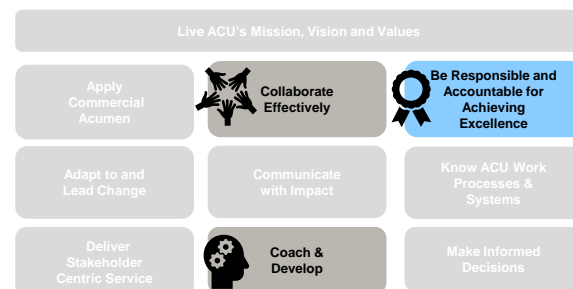 Live ACU's Mission, Vision and Values
Apply
Commercial
Acumen
Collaborate
Effectively
Be Responsible and
Accountable for
Achieving
Excellence
Adapt to and
Lead Change
Communicate
with Impact
Know ACU Work
Processes &
Systems
Deliver
Stakeholder
Centric Service
Coach &
Develop
Make Informed
Decisions